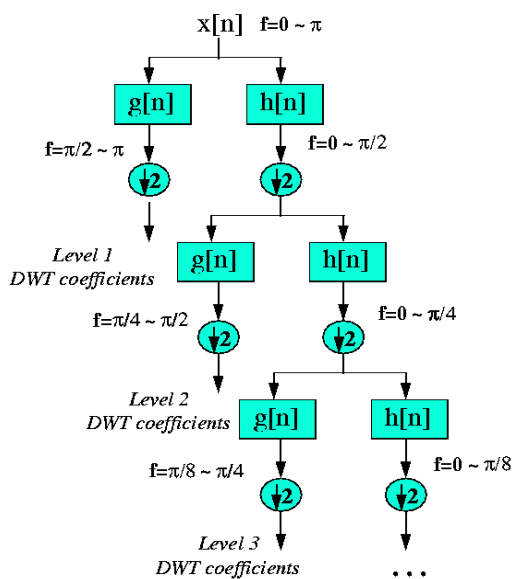 x[n] f=0 ~ π
g[n] h[n]
f=π/2 ~ π f=0 ~ π/2
↓2 ↓2
Level 1
DWT coefficients
g[n] h[n]
f=π/4 ~ π/2 f=0 ~ π/4
↓2 ↓2
Level 2
DWT coefficients
g[n] h[n]
f=π/8 ~ π/4 f=0 ~ π/8
↓2 ↓2
Level 3
DWT coefficients
...